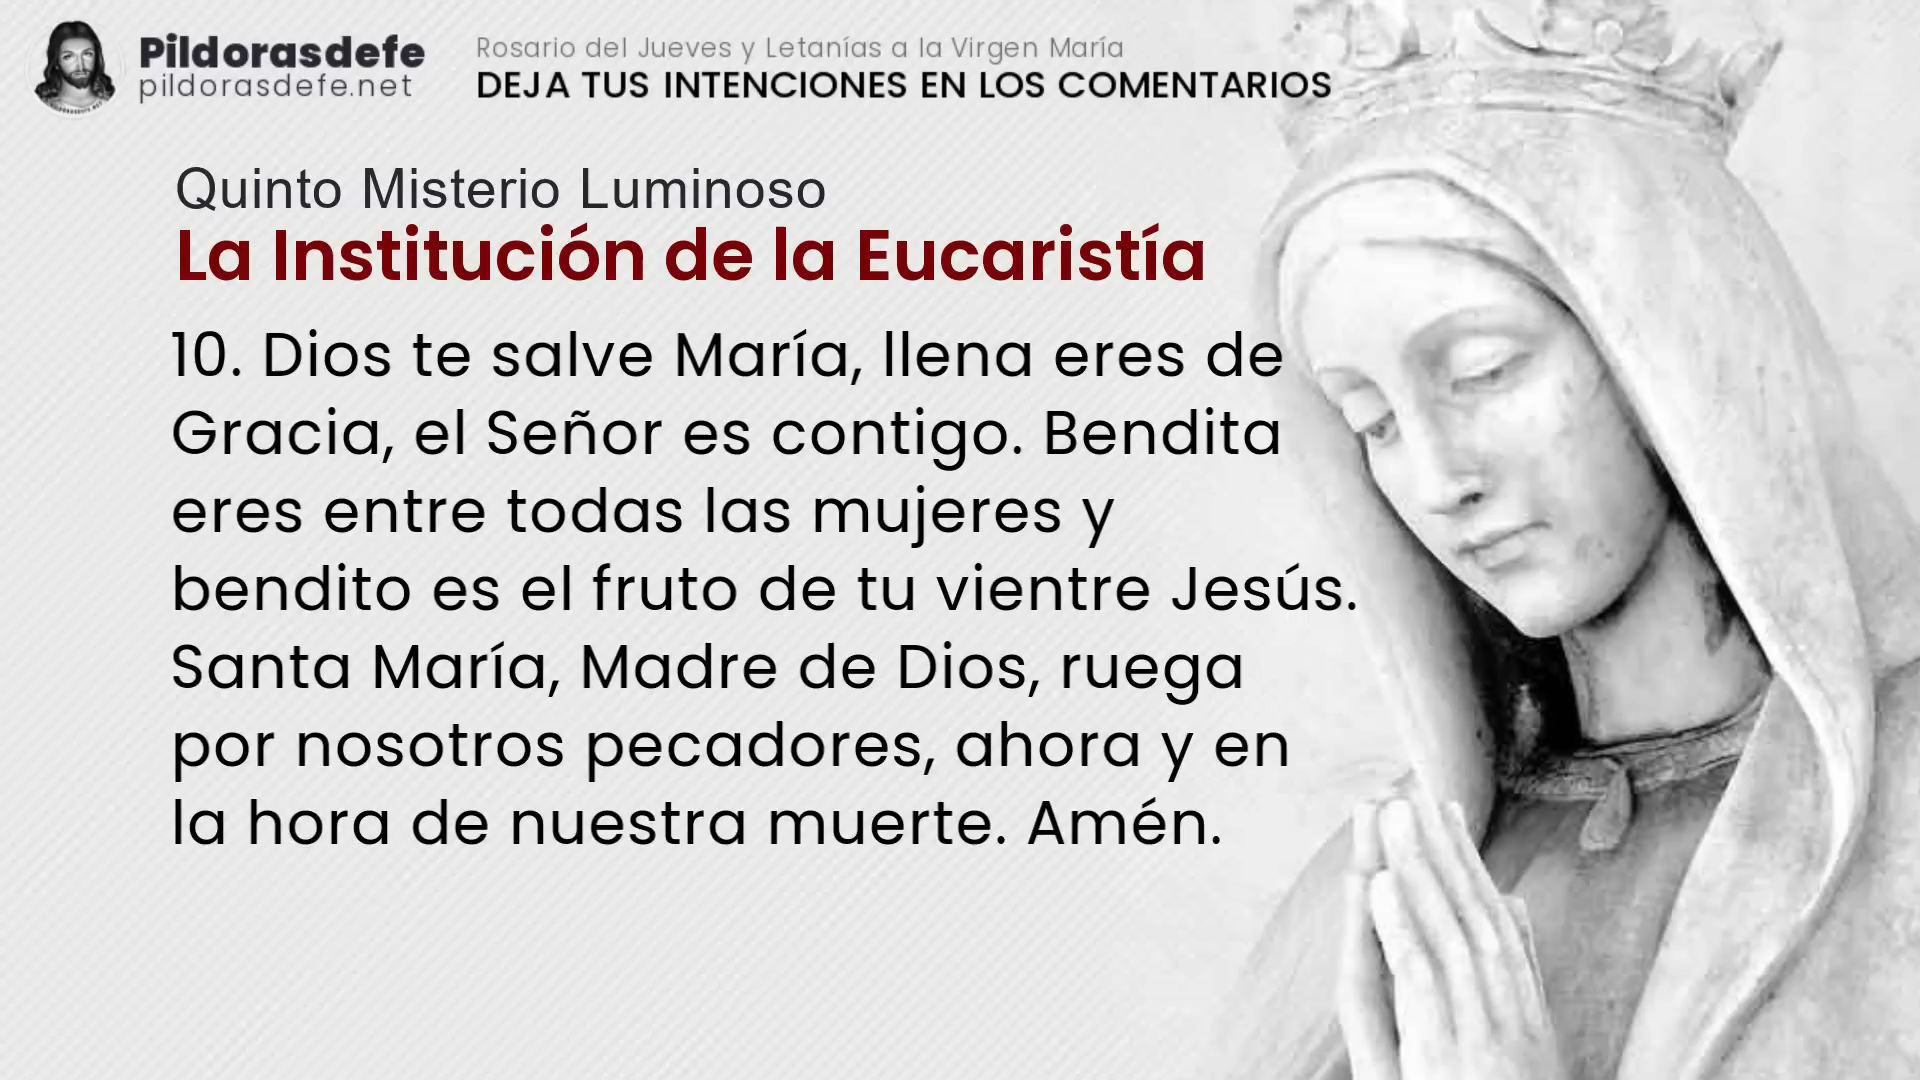 Pildorasdefe
pildorasdefe.net
Rosario del Jueves y Letanías a la Virgen María
DEJA TUS INTENCIONES EN LOS COMENTARIOS
Quinto Misterio Luminoso
La Institución de la Eucaristía
10. Dios te salve María, llena eres de
Gracia, el Señor es contigo. Bendita
eres entre todas las mujeres y
bendito es el fruto de tu vientre Jesús.
Santa María, Madre de Dios, ruega
por nosotros pecadores, ahora y en
la hora de nuestra muerte. Amén.